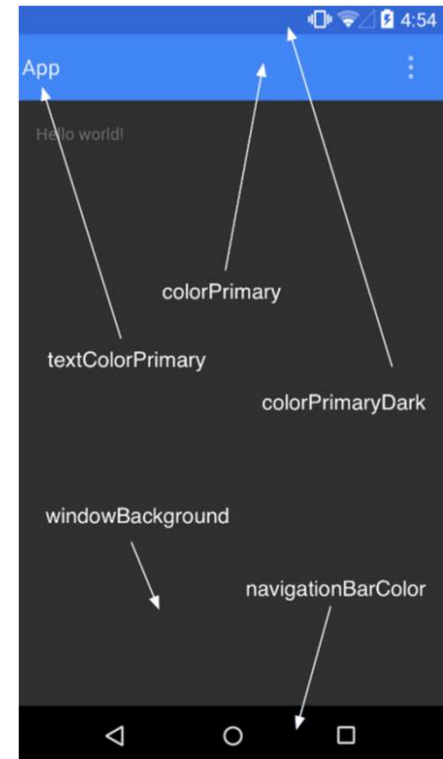 4:54
App
Hello world!
colorPrimary
textColorPrimary
colorPrimaryDark
windowBackground
navigationBarColor